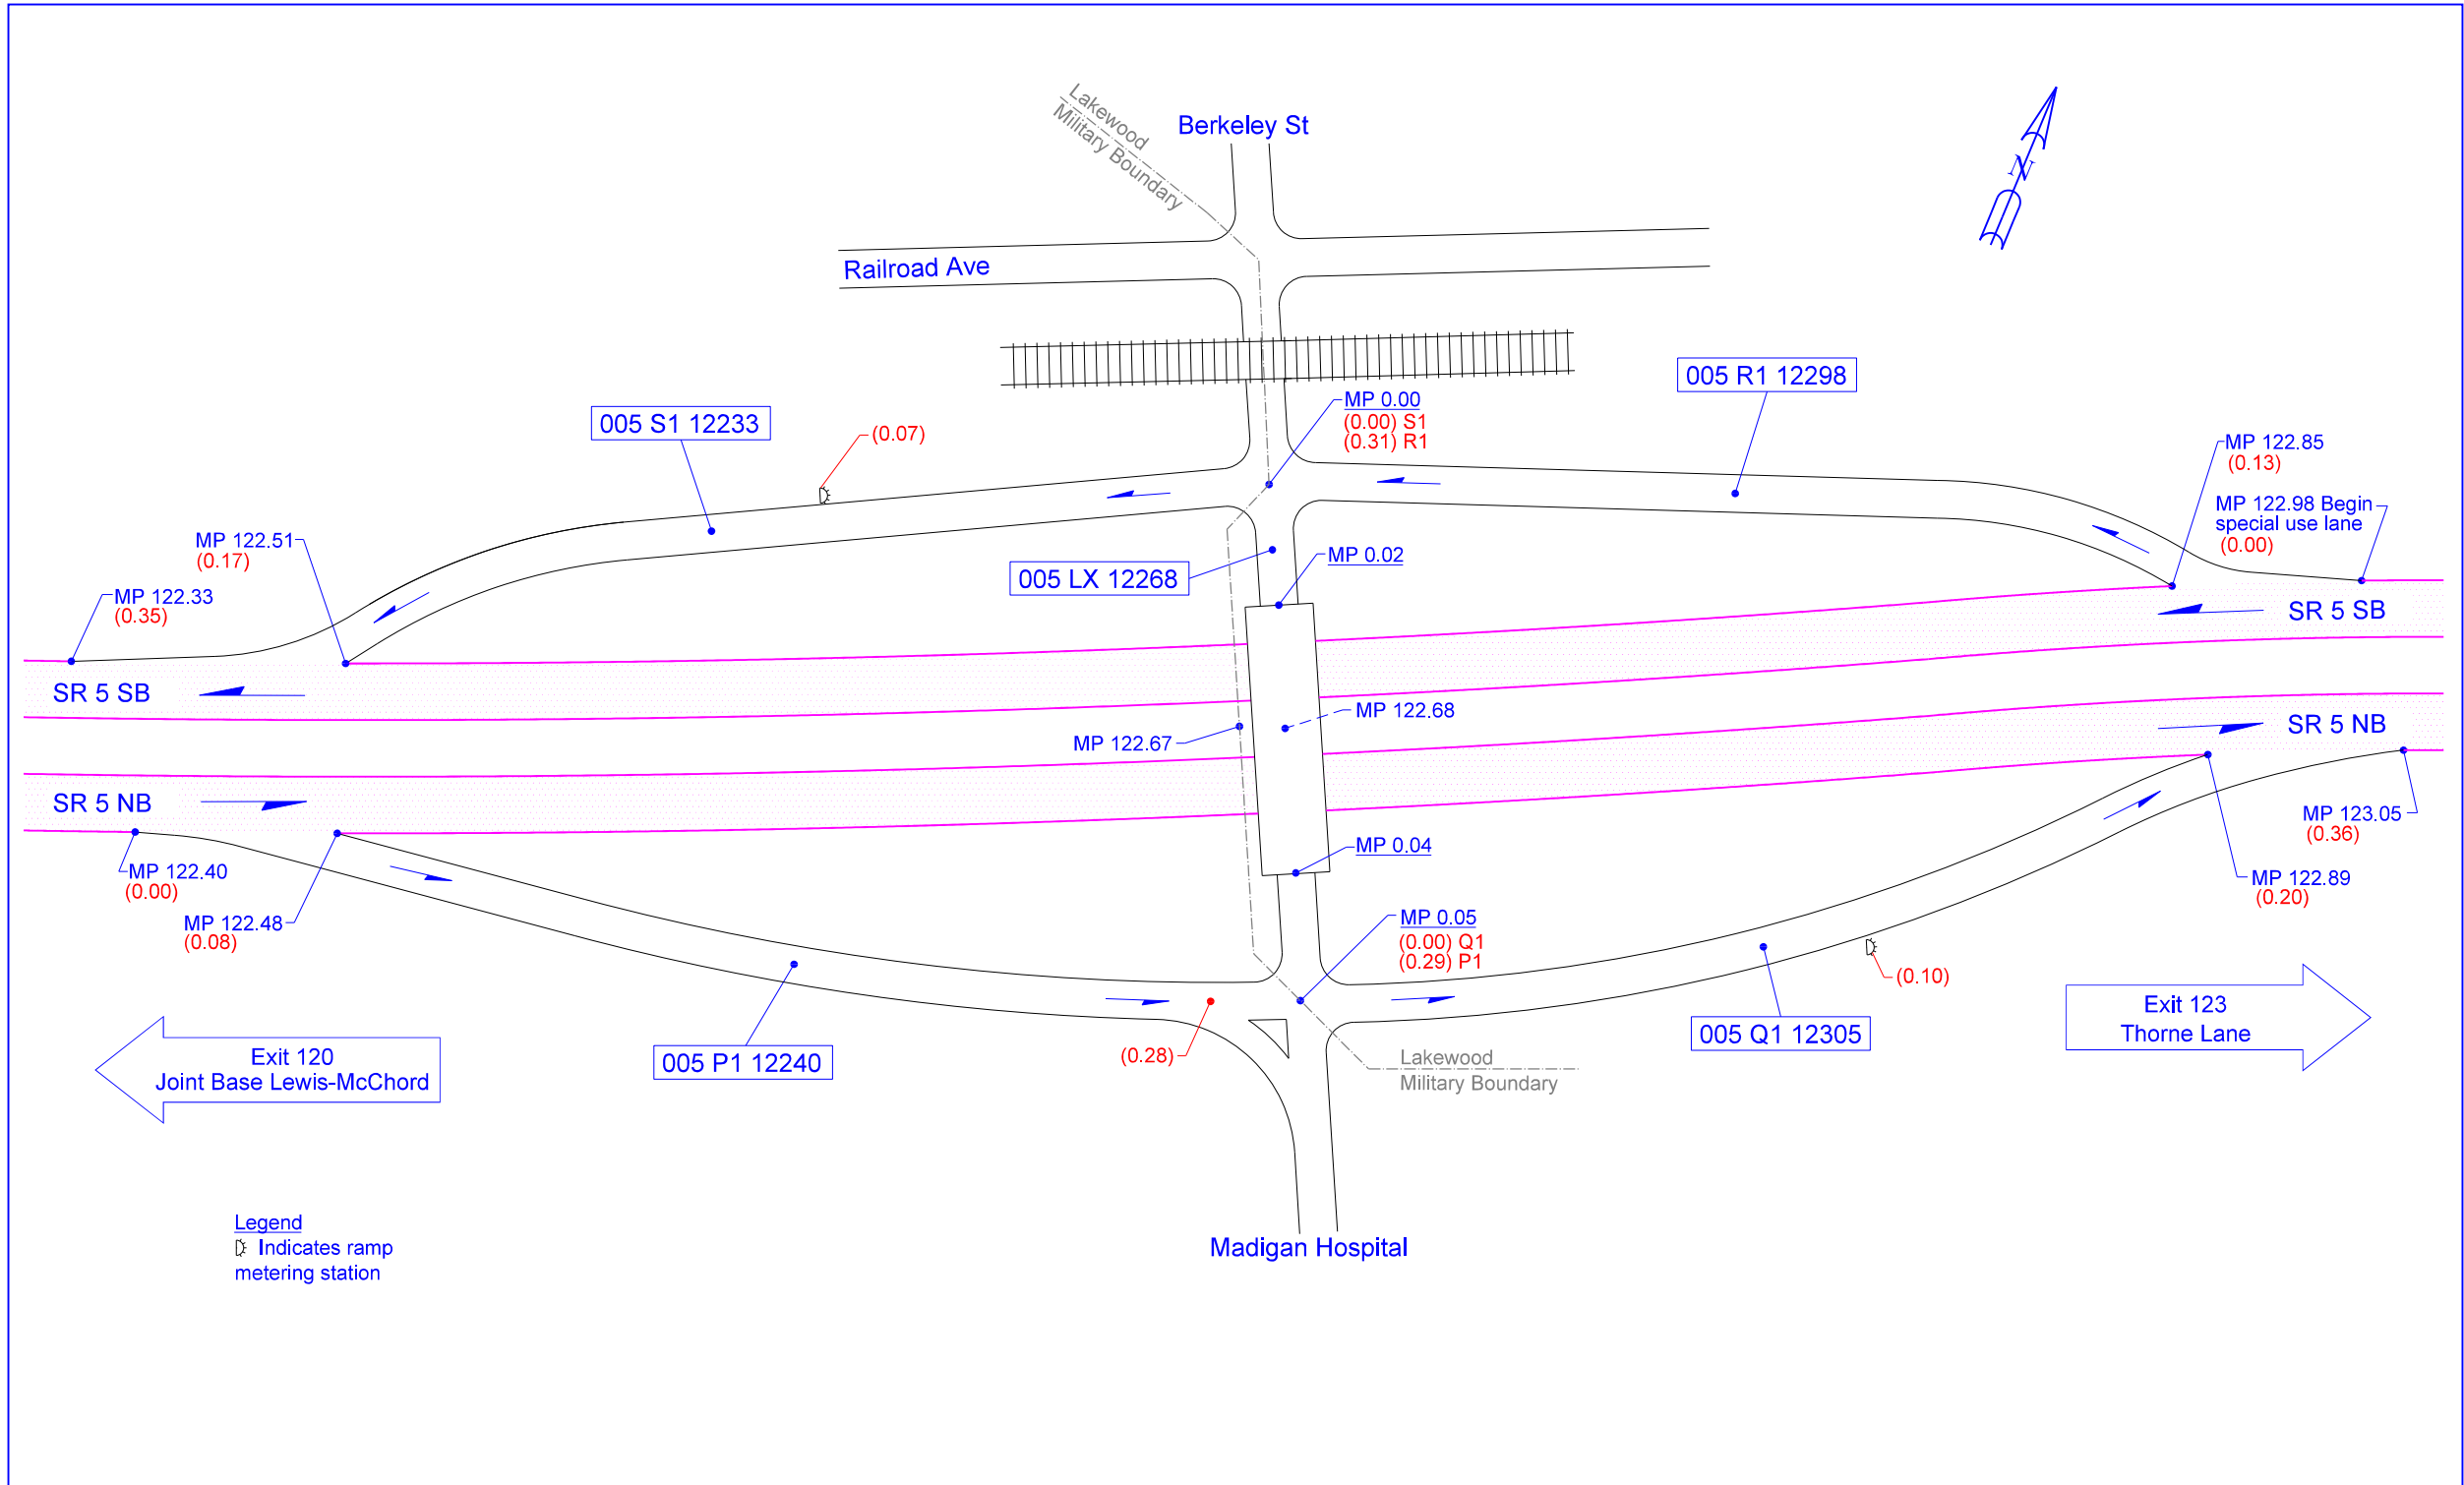 Lakewood
Military Boundary
Berkeley St
N
Railroad Ave
005 R1 12298
MP 0.00
(0.00) S1
(0.31) R1
005 S1 12233
(0.07)
MP 122.85
(0.13)
MP 122.98 Begin
special use lane
(0.00)
MP 122.51
(0.17)
MP 0.02
005 LX 12268
MP 122.33
(0.35)
SR 5 SB
SR 5 SB
MP 122.68
MP 122.67
SR 5 NB
SR 5 NB
MP 123.05
(0.36)
MP 0.04
MP 122.40
(0.00)
MP 122.89
(0.20)
MP 122.48
(0.08)
MP 0.05
(0.00) Q1
(0.29) P1
(0.10)
Exit 123
Thorne Lane
005 Q1 12305
Exit 120
Joint Base Lewis-McChord
005 P1 12240
(0.28)
Lakewood
Military Boundary
Legend
Indicates ramp
metering station
Madigan Hospital